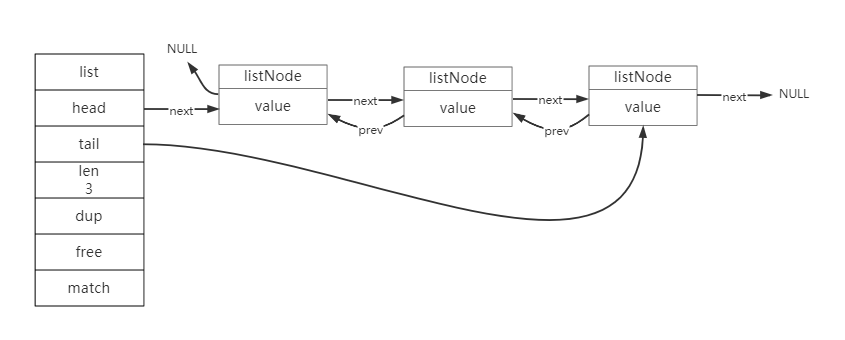 NULL
list
head
tail
len
3
dup
free
match
next
listNode
value
next
prev
listNode
value
next
prev
listNode
value
next
NULL